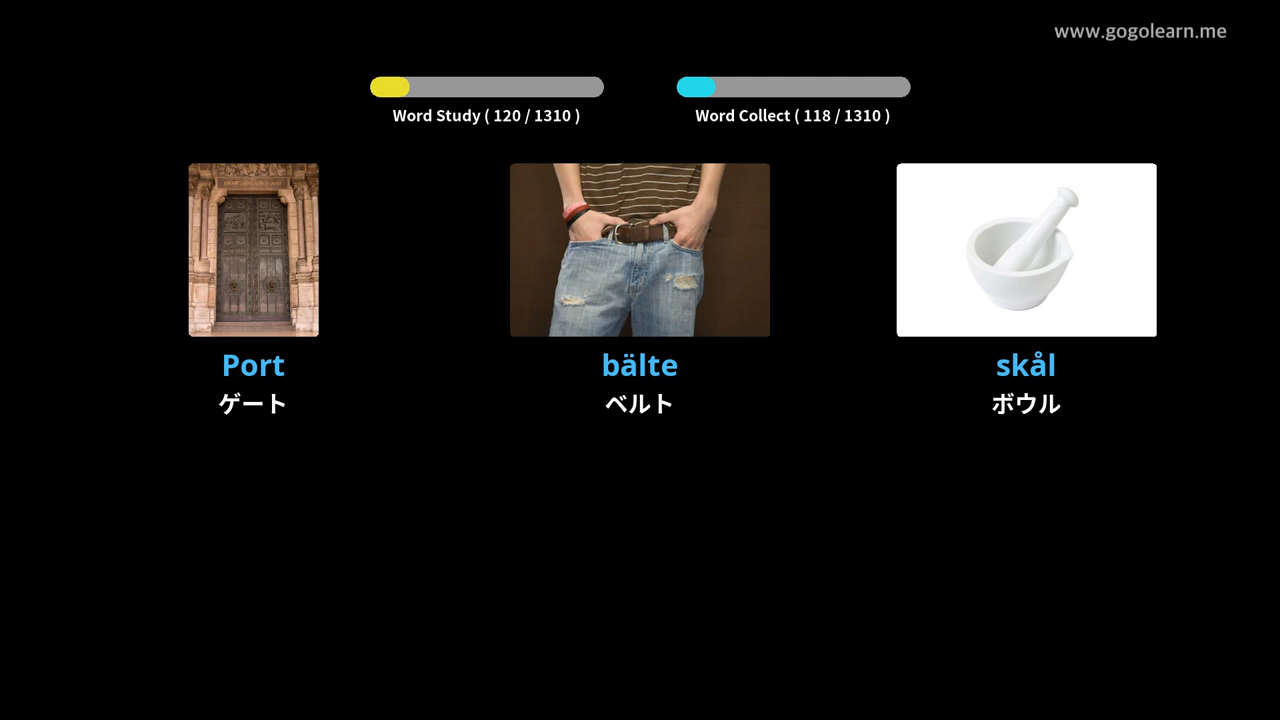 www.gogolearn.me
Word Study ( 120 / 1310 )
Word Collect ( 118 / 1310 )
Port
ゲート
bälte
ベルト
skål
ボウル